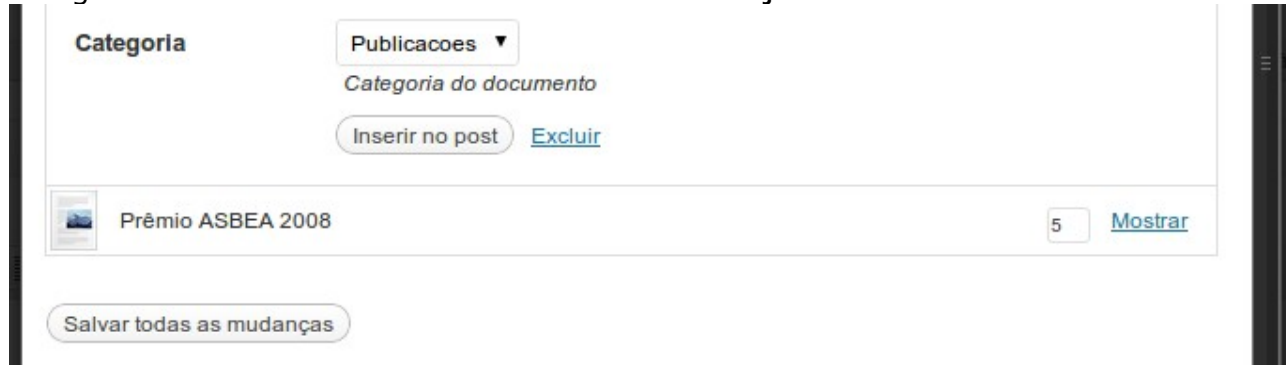 Categoria Publicacoes
Categoria do documento
Inserir no post Excluir
Prêmio ASBEA 2008 5 Mostrar
Salvar todas as mudanças